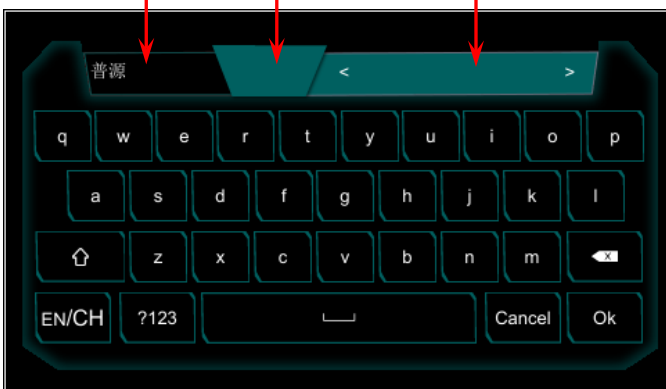 普源 < >
q w e r t y u i o p
a s d f g h j k l
z x c v b n m x
EN/CH ?123 Cancel Ok